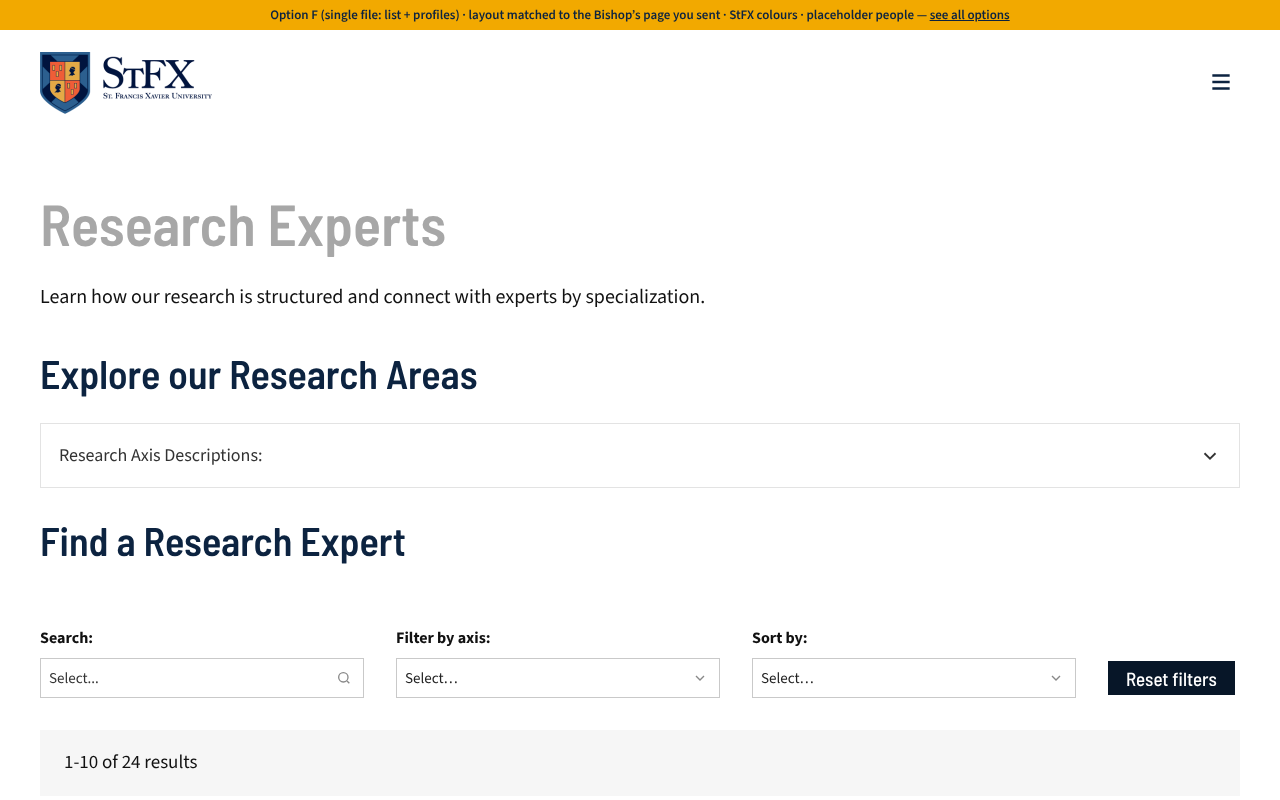 Option F (single file: list + profiles) · layout matched to the Bishop's page you sent · StFX colours · placeholder people — see all options
StFX
St. Francis Xavier University
Research Experts
Learn how our research is structured and connect with experts by specialization.
Explore our Research Areas
Research Axis Descriptions:
Find a Research Expert
Search:
Filter by axis:
Sort by:
Select...
Select…
Select…
Reset filters
1-10 of 24 results